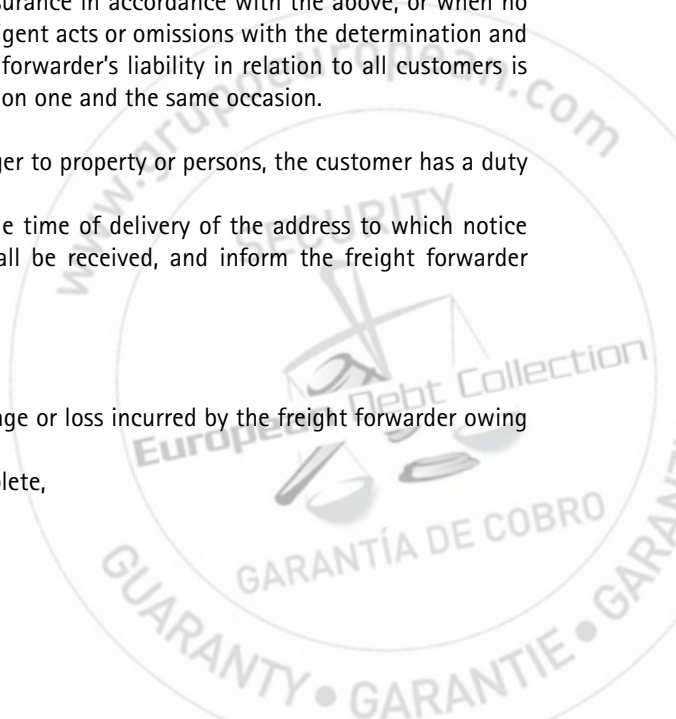 surance in accordance with the above, or when no
igent acts or omissions with the determination and
forwarder's liability in relation to all customers is
on one and the same occasion.
ger to property or persons, the customer has a duty
e time of delivery of the address to which notice
all be received, and inform the freight forwarder
age or loss incurred by the freight forwarder owing
plete,
www.grupoeuropean.com
SECURITY
European Debt Collection
GARANTÍA DE COBRO
GUARANTY • GARANTIE • GARANT